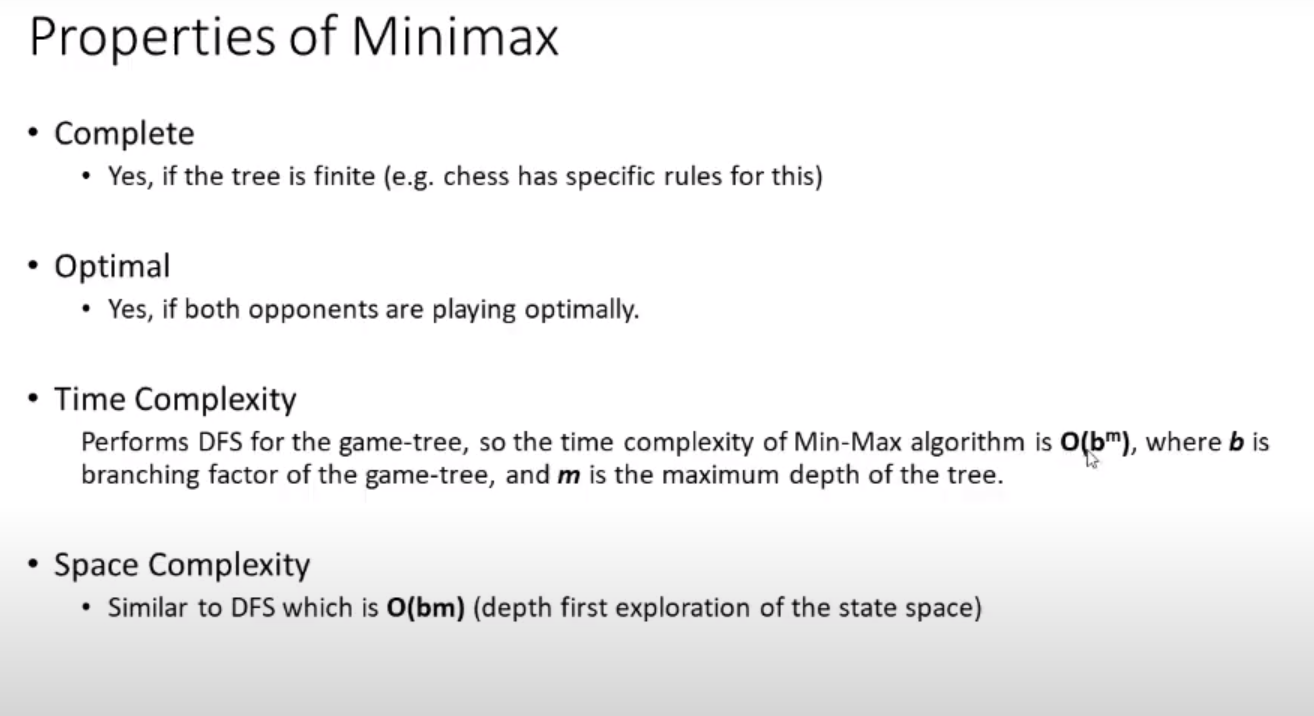 Properties of Minimax
• Complete
• Yes, if the tree is finite (e.g. chess has specific rules for this)
• Optimal
• Yes, if both opponents are playing optimally.
• Time Complexity
Performs DFS for the game-tree, so the time complexity of Min-Max algorithm is O(bᵐ), where b is
branching factor of the game-tree, and m is the maximum depth of the tree.
• Space Complexity
• Similar to DFS which is O(bm) (depth first exploration of the state space)